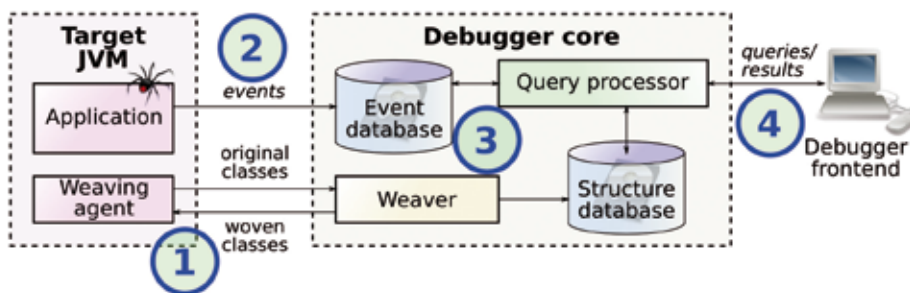 Target
JVM
2
Debugger core
queries/
results
events
Application
Event
database
Query processor
3
4
Debugger
frontend
original
classes
Weaving
agent
Weaver
Structure
database
woven
classes
1